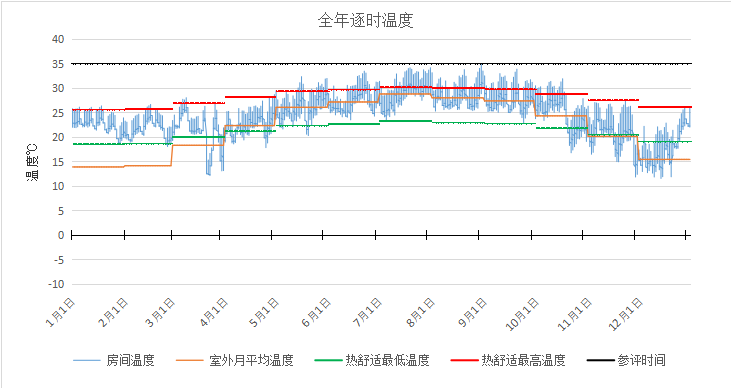 全年逐时温度
40
35
30
25
20
15
10
5
0
-5
-10
温度℃
1月1日
2月1日
3月1日
4月1日
5月1日
6月1日
7月1日
8月1日
9月1日
10月1日
11月1日
12月1日
房间温度
室外月平均温度
热舒适最低温度
热舒适最高温度
参评时间